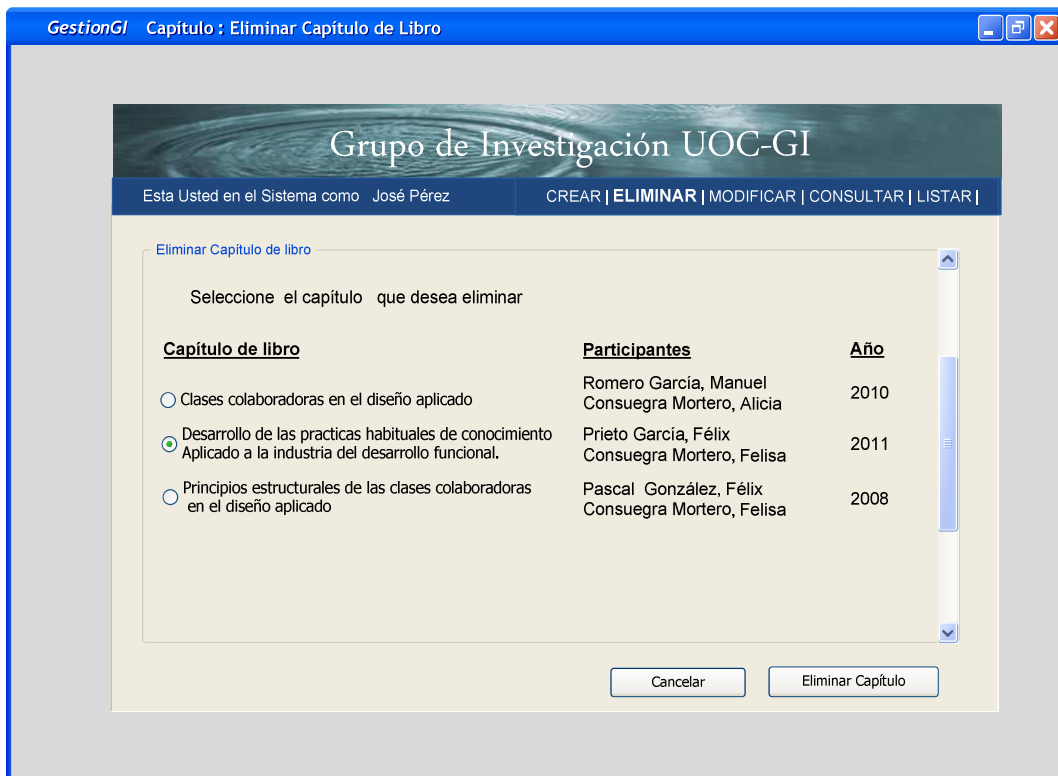 GestionGI Capítulo : Eliminar Capítulo de Libro
Grupo de Investigación UOC-GI
Esta Usted en el Sistema como José Pérez
CREAR | ELIMINAR | MODIFICAR | CONSULTAR | LISTAR |
Eliminar Capítulo de libro
Seleccione el capítulo que desea eliminar
Capítulo de libro Participantes Año
Clases colaboradoras en el diseño aplicado
Romero García, Manuel
Consuegra Mortero, Alicia
2010
Desarrollo de las practicas habituales de conocimiento
Aplicado a la industria del desarrollo funcional.
Prieto García, Félix
Consuegra Mortero, Felisa
2011
Principios estructurales de las clases colaboradoras
en el diseño aplicado
Pascal González, Félix
Consuegra Mortero, Felisa
2008
Cancelar
Eliminar Capítulo